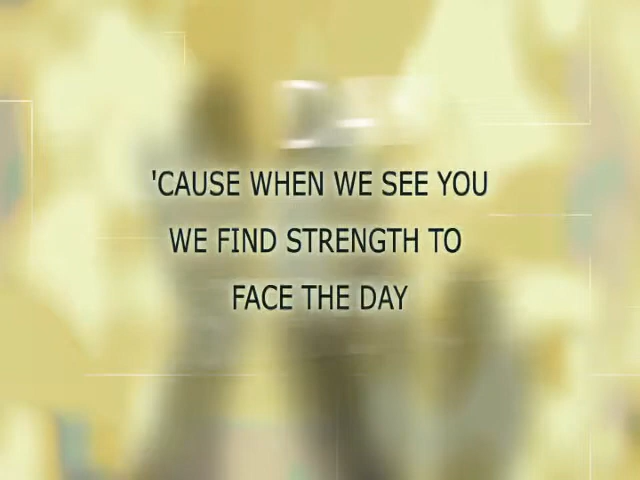 'CAUSE WHEN WE SEE YOU
WE FIND STRENGTH TO
FACE THE DAY